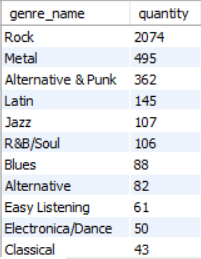 genre_name quantity
Rock 2074
Metal 495
Alternative & Punk 362
Latin 145
Jazz 107
R&B/Soul 106
Blues 88
Alternative 82
Easy Listening 61
Electronica/Dance 50
Classical 43